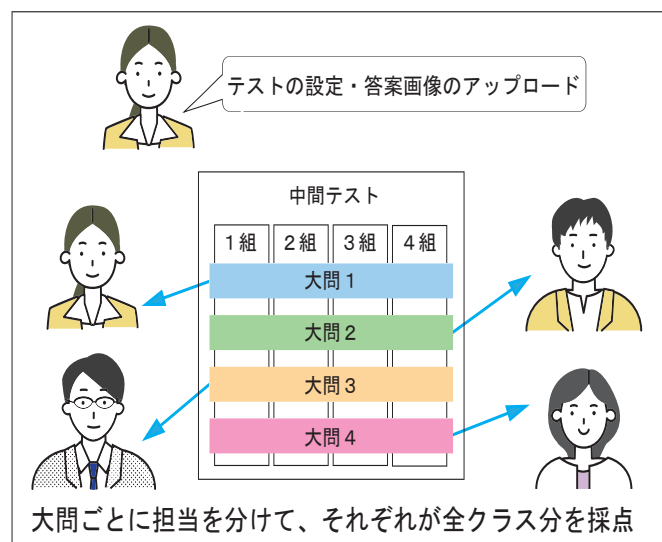 テストの設定・答案画像のアップロード
中間テスト
1組 2組 3組 4組
大問1
大問2
大問3
大問4
大問ごとに担当を分けて、それぞれが全クラス分を採点